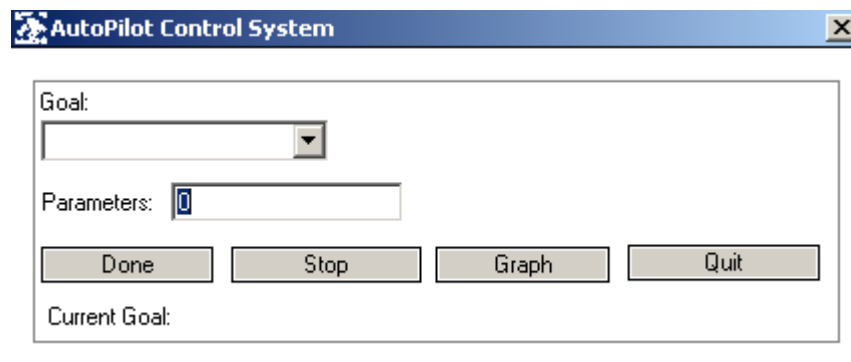 AutoPilot Control System
Goal:
Parameters: 0
Done Stop Graph Quit
Current Goal: